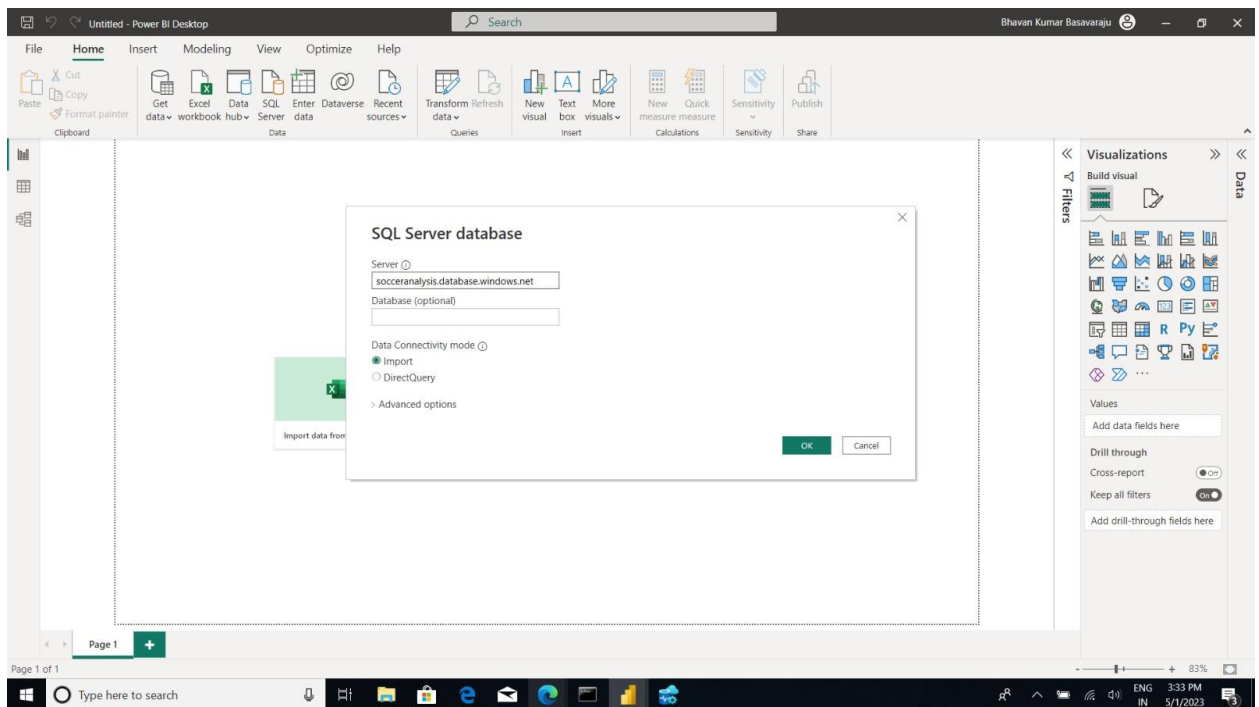 Untitled - Power BI Desktop
Search
Bhavan Kumar Basavaraju
File Home Insert Modeling View Optimize Help
Paste
Cut
Copy
Format painter
Clipboard
Get data
Excel workbook
Data hub
SQL Server
Enter data
Dataverse
Recent sources
Data
Transform data
Refresh
Queries
New visual
Text box
More visuals
Insert
New measure
Quick measure
Calculations
Sensitivity
Sensitivity
Publish
Share
SQL Server database
Server
socceranalysis.database.windows.net
Database (optional)
Data Connectivity mode
Import
DirectQuery
Advanced options
OK Cancel
Import data from
Filters
Visualizations
Build visual
R Py
123
Values
Add data fields here
Drill through
Cross-report Off
Keep all filters On
Add drill-through fields here
Data
Page 1
Page 1 of 1
83%
Type here to search
ENG
IN
3:33 PM
5/1/2023
3